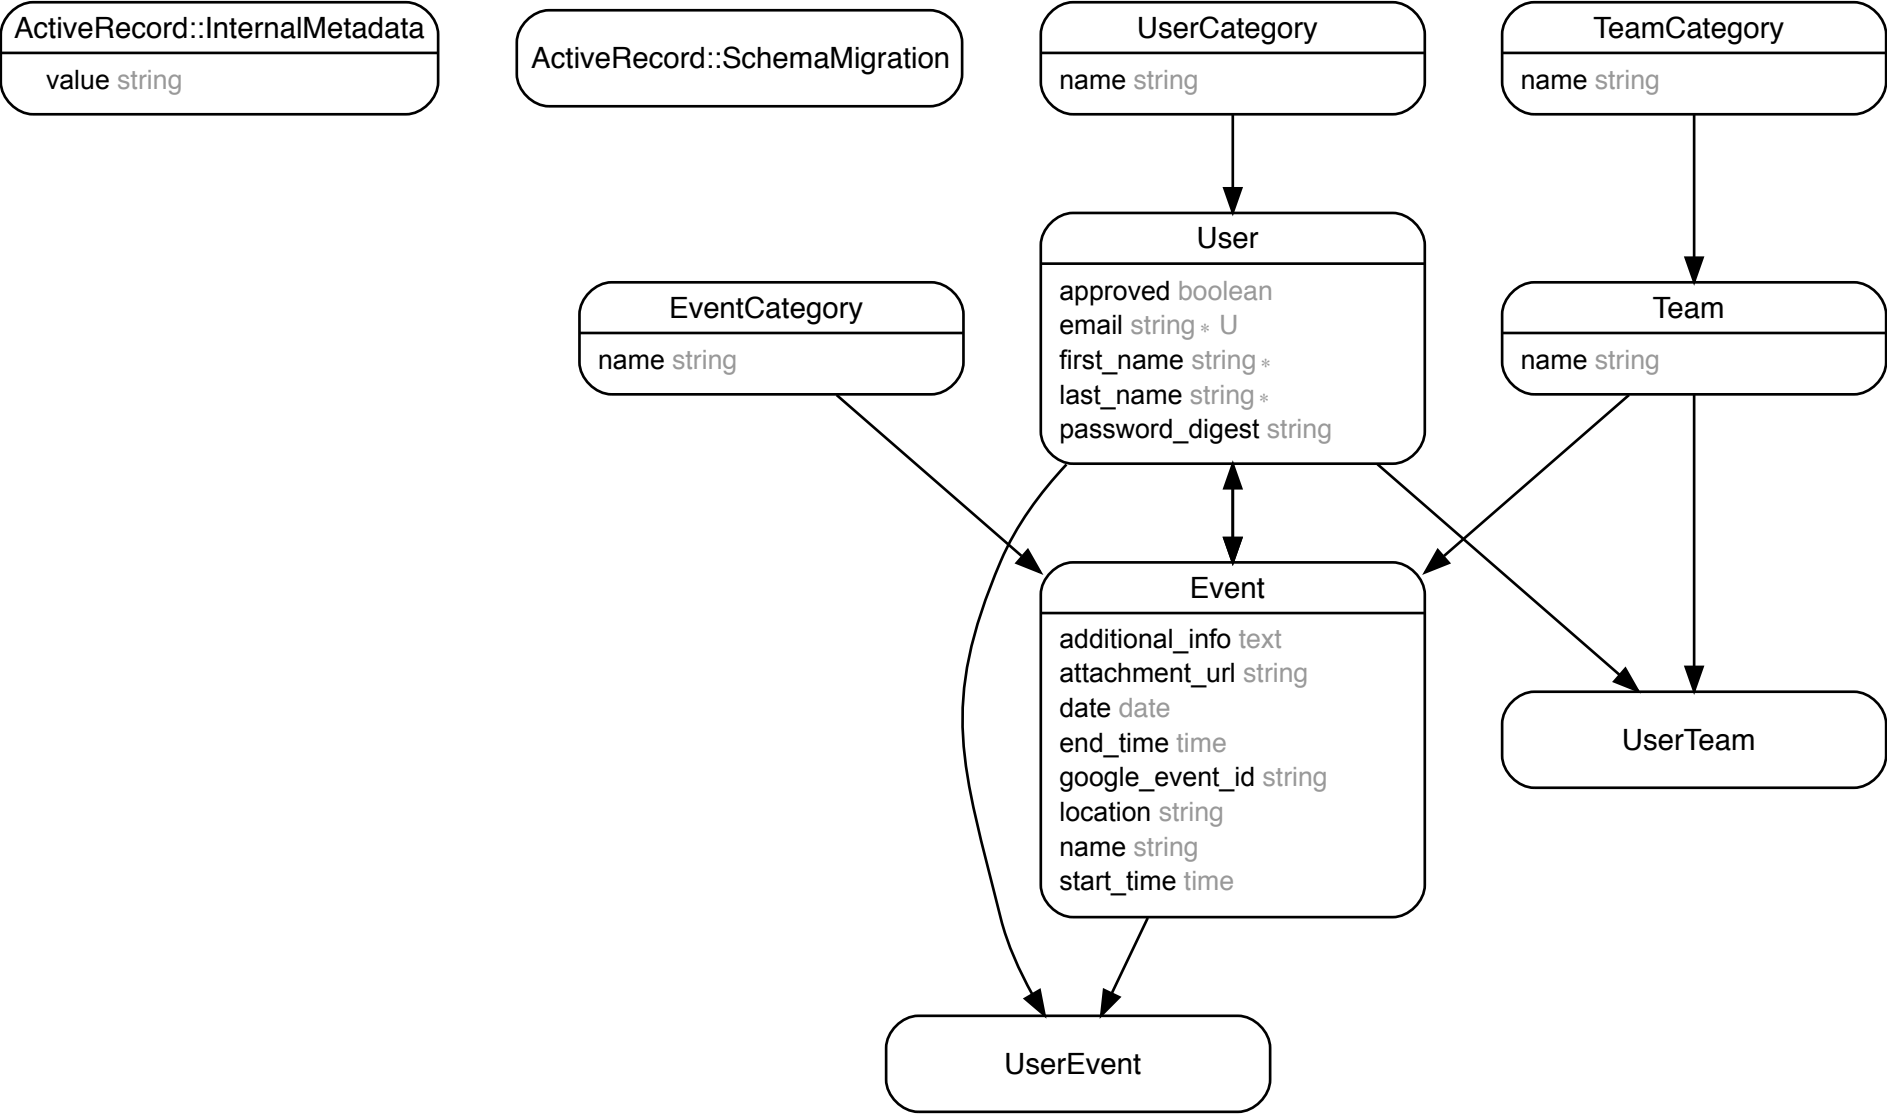 ActiveRecord::InternalMetadata
value string
ActiveRecord::SchemaMigration
UserCategory
name string
TeamCategory
name string
User
approved boolean
email string * U
first_name string *
last_name string *
password_digest string
EventCategory
name string
Team
name string
Event
additional_info text
attachment_url string
date date
end_time time
google_event_id string
location string
name string
start_time time
UserTeam
UserEvent